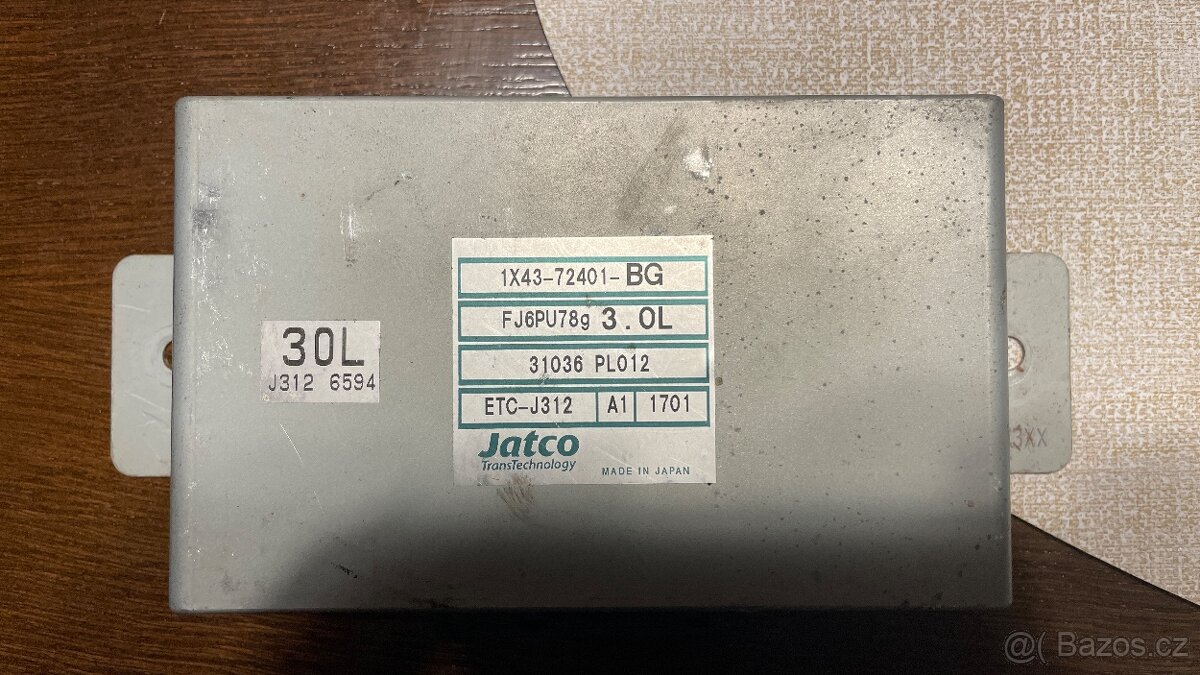 1X43-72401-BG
FJ6PU78g 3.0L
31036 PL012
ETC-J312 A1 1701
Jatco
TransTechnology
MADE IN JAPAN
30L
J312 6594
3XX
@( Bazos.cz